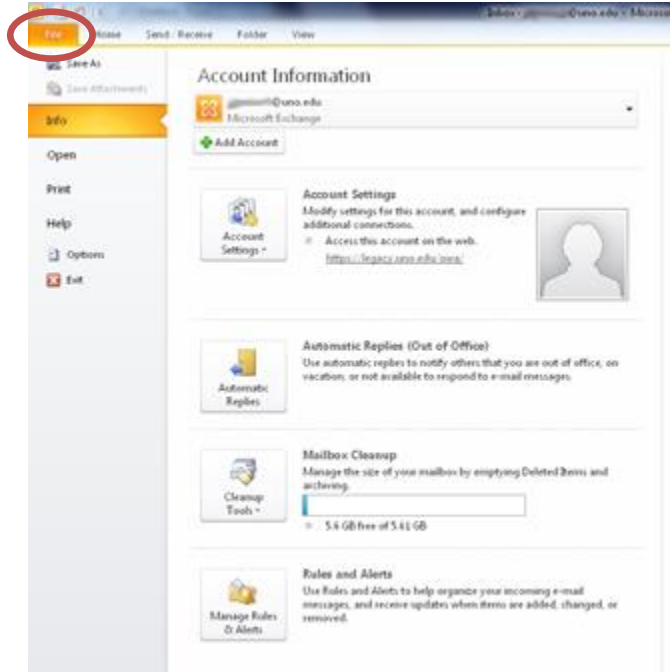 Inbox - @uno.edu - Microso
File Home Send / Receive Folder View
Save As
Save Attachments
Info
Open
Print
Help
Options
Exit
Account Information
@uno.edu
Microsoft Exchange
Add Account
Account Settings
Modify settings for this account, and configure
additional connections.
Access this account on the web.
https://legacy.uno.edu/owa/
Account
Settings
Automatic Replies (Out of Office)
Use automatic replies to notify others that you are out of office, on
vacation, or not available to respond to e-mail messages.
Automatic
Replies
Mailbox Cleanup
Manage the size of your mailbox by emptying Deleted Items and
archiving.
Cleanup
Tools
5.6 GB free of 5.61 GB
Rules and Alerts
Use Rules and Alerts to help organize your incoming e-mail
messages, and receive updates when items are added, changed, or
removed.
Manage Rules
& Alerts